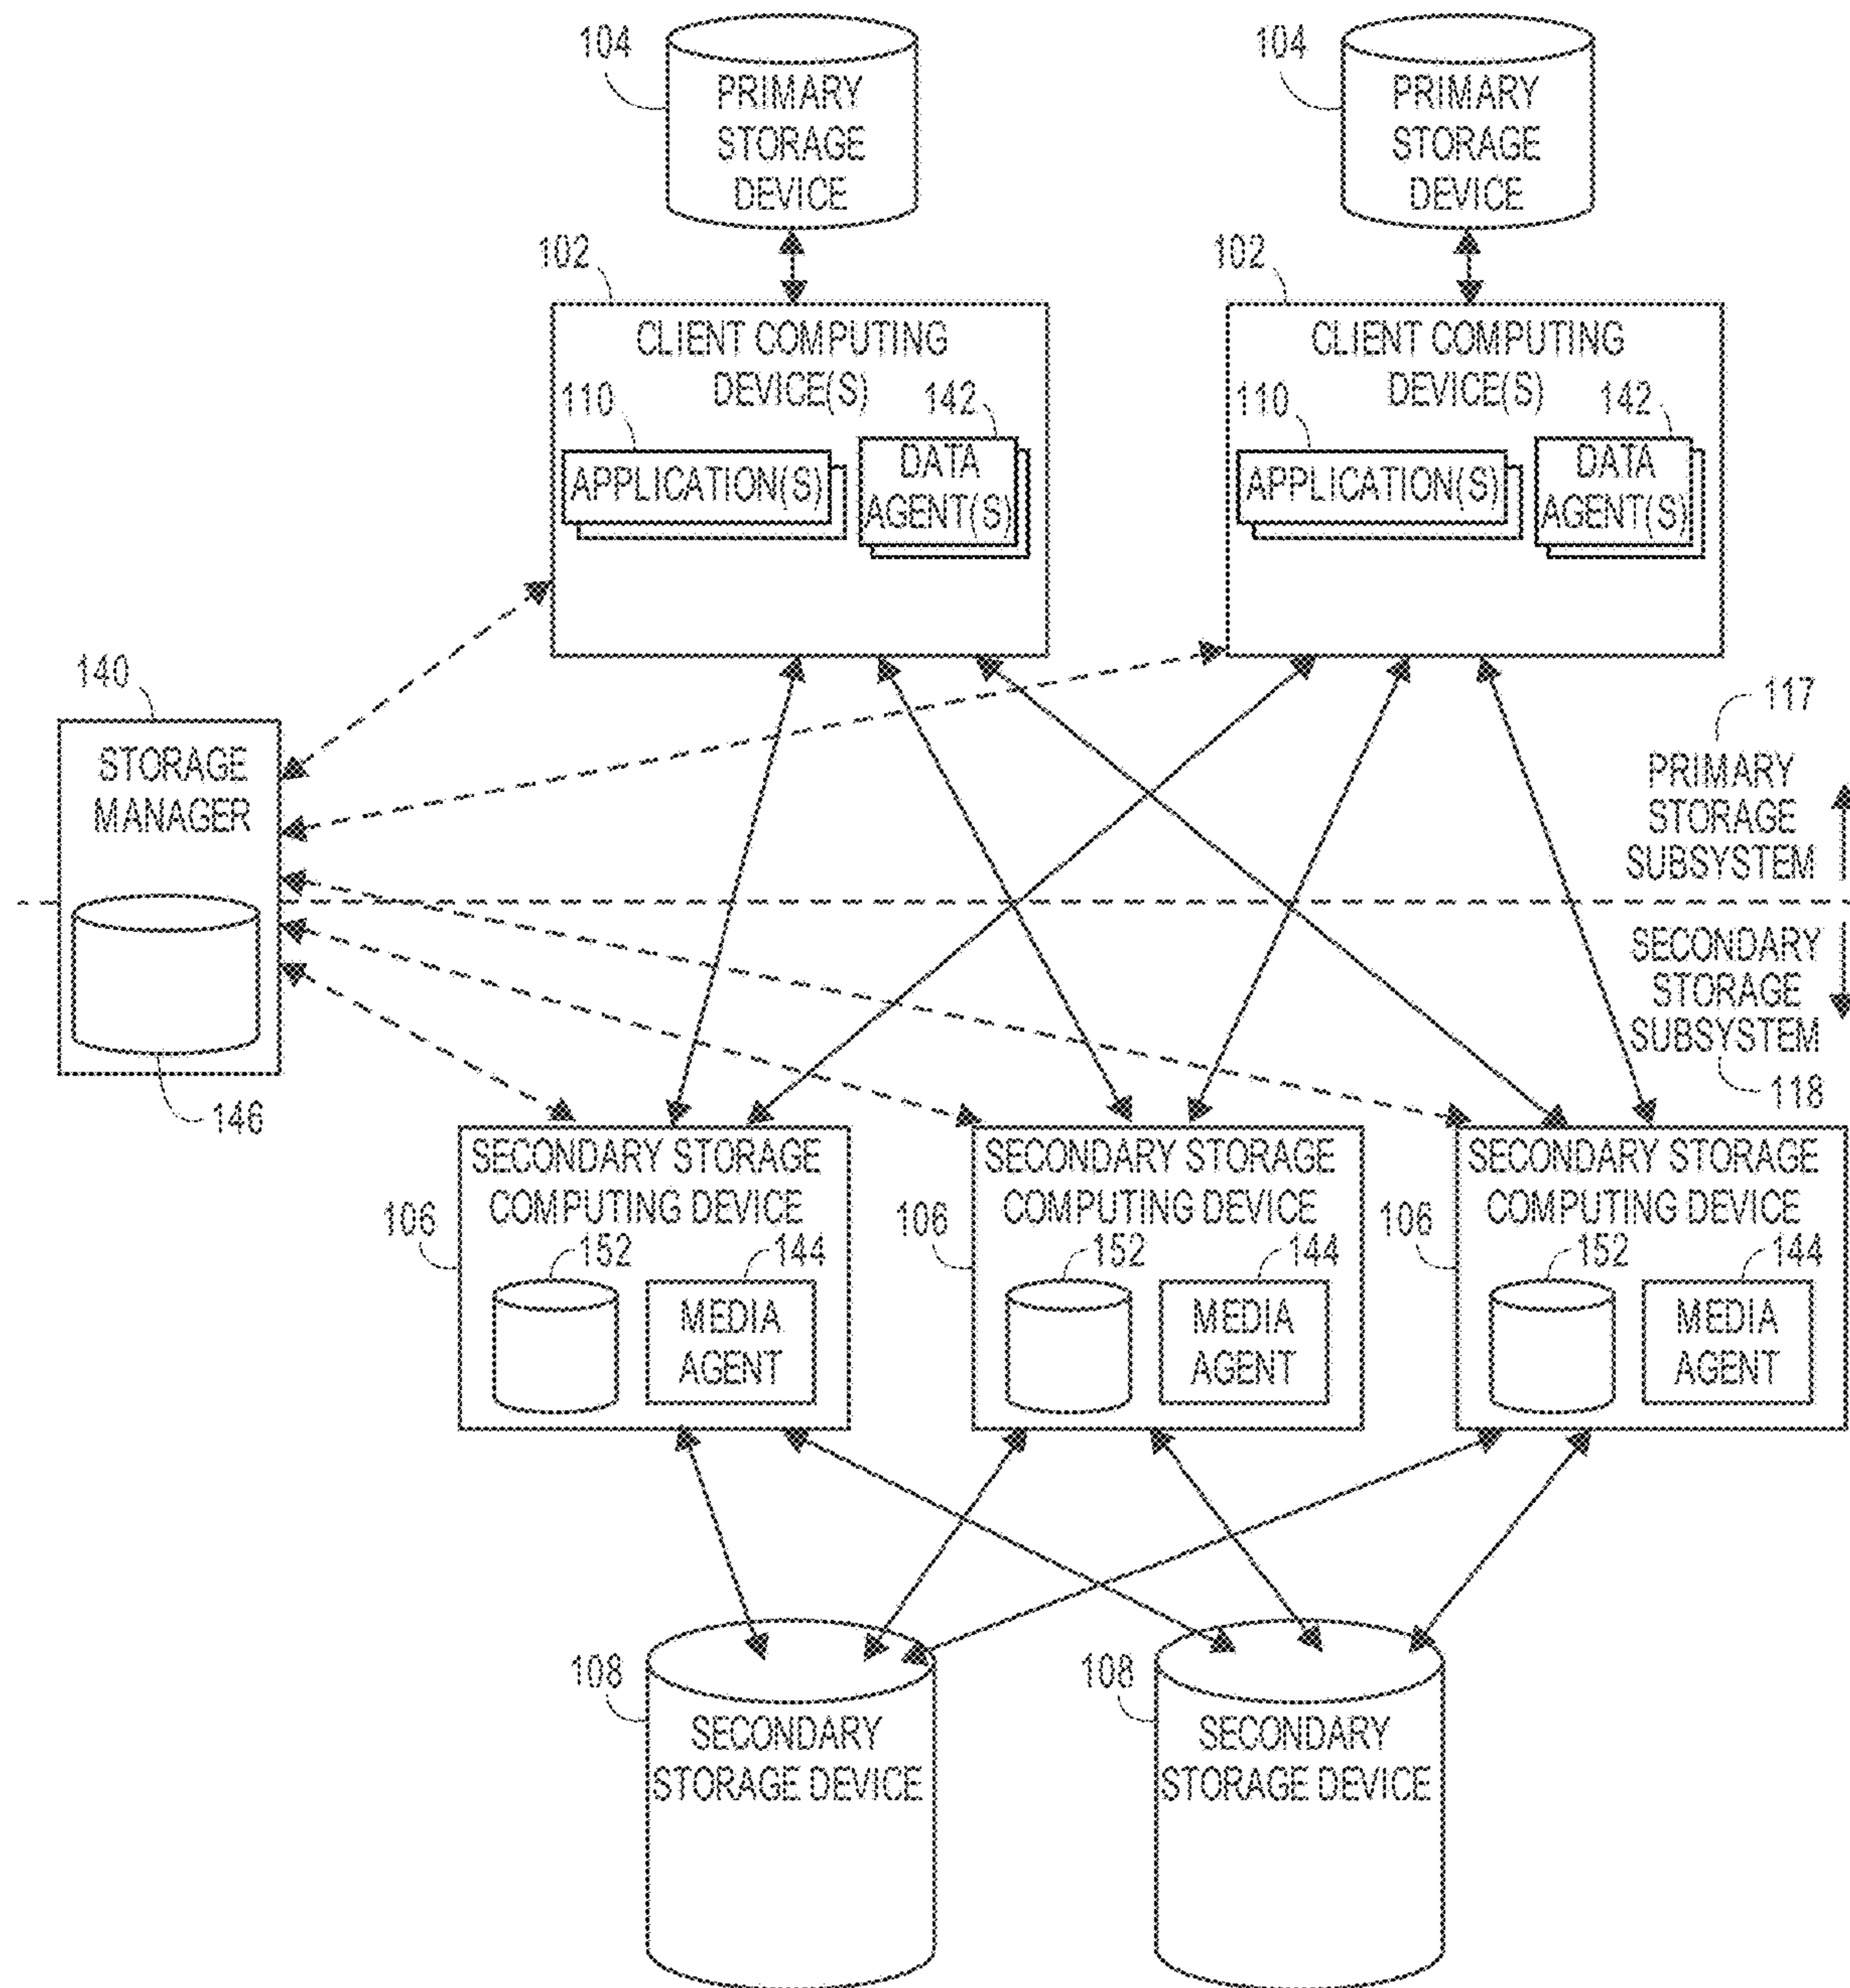 104
PRIMARY
STORAGE
DEVICE
104
PRIMARY
STORAGE
DEVICE
102
CLIENT COMPUTING
DEVICE(S)
110
142
APPLICATION(S)
DATA
AGENT(S)
102
CLIENT COMPUTING
DEVICE(S)
110
142
APPLICATION(S)
DATA
AGENT(S)
140
STORAGE
MANAGER
146
117
PRIMARY
STORAGE
SUBSYSTEM
SECONDARY
STORAGE
SUBSYSTEM
118
SECONDARY STORAGE
COMPUTING DEVICE
106
152
144
MEDIA
AGENT
SECONDARY STORAGE
COMPUTING DEVICE
106
152
144
MEDIA
AGENT
SECONDARY STORAGE
COMPUTING DEVICE
106
152
144
MEDIA
AGENT
108
SECONDARY
STORAGE DEVICE
108
SECONDARY
STORAGE DEVICE